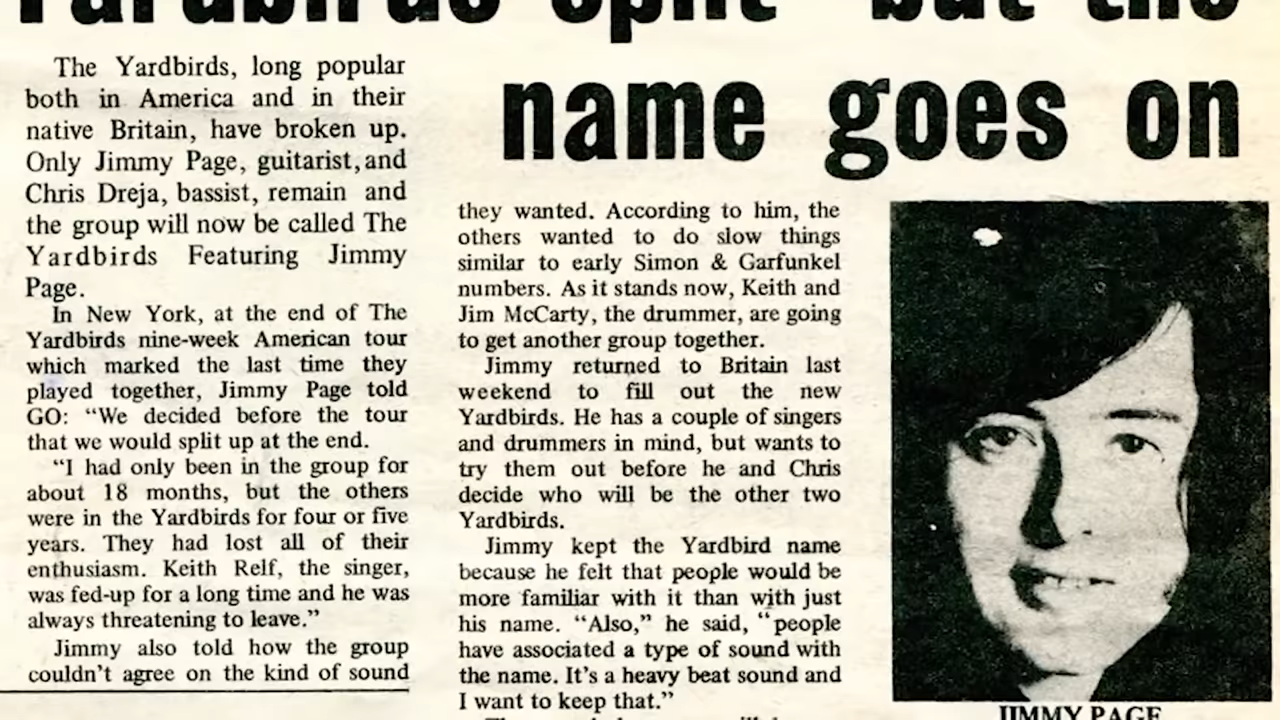 Yardbirds split but the
name goes on
The Yardbirds, long popular
both in America and in their
native Britain, have broken up.
Only Jimmy Page, guitarist, and
Chris Dreja, bassist, remain and
the group will now be called The
Yardbirds Featuring Jimmy
Page.
In New York, at the end of The
Yardbirds nine-week American tour
which marked the last time they
played together, Jimmy Page told
GO: “We decided before the tour
that we would split up at the end.
“I had only been in the group for
about 18 months, but the others
were in the Yardbirds for four or five
years. They had lost all of their
enthusiasm. Keith Relf, the singer,
was fed-up for a long time and he was
always threatening to leave.”
Jimmy also told how the group
couldn't agree on the kind of sound
they wanted. According to him, the
others wanted to do slow things
similar to early Simon & Garfunkel
numbers. As it stands now, Keith and
Jim McCarty, the drummer, are going
to get another group together.
Jimmy returned to Britain last
weekend to fill out the new
Yardbirds. He has a couple of singers
and drummers in mind, but wants to
try them out before he and Chris
decide who will be the other two
Yardbirds.
Jimmy kept the Yardbird name
because he felt that people would be
more familiar with it than with just
his name. “Also,” he said, “people
have associated a type of sound with
the name. It's a heavy beat sound and
I want to keep that.”
JIMMY PAGE